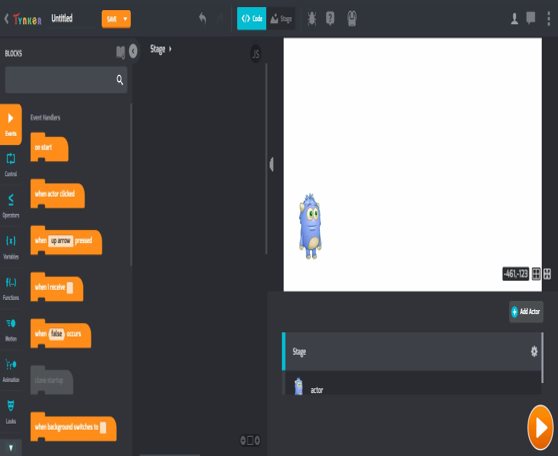 Tynker
Untitled
SAVE
Code
Stage
BLOCKS
Stage
JS
Events
Event Handlers
on start
Control
when actor clicked
Operators
when up arrow pressed
Variables
when I receive
Functions
when false occurs
Motion
clone startup
Animation
when background switches to
Looks
-461,-123
Add Actor
Stage
actor